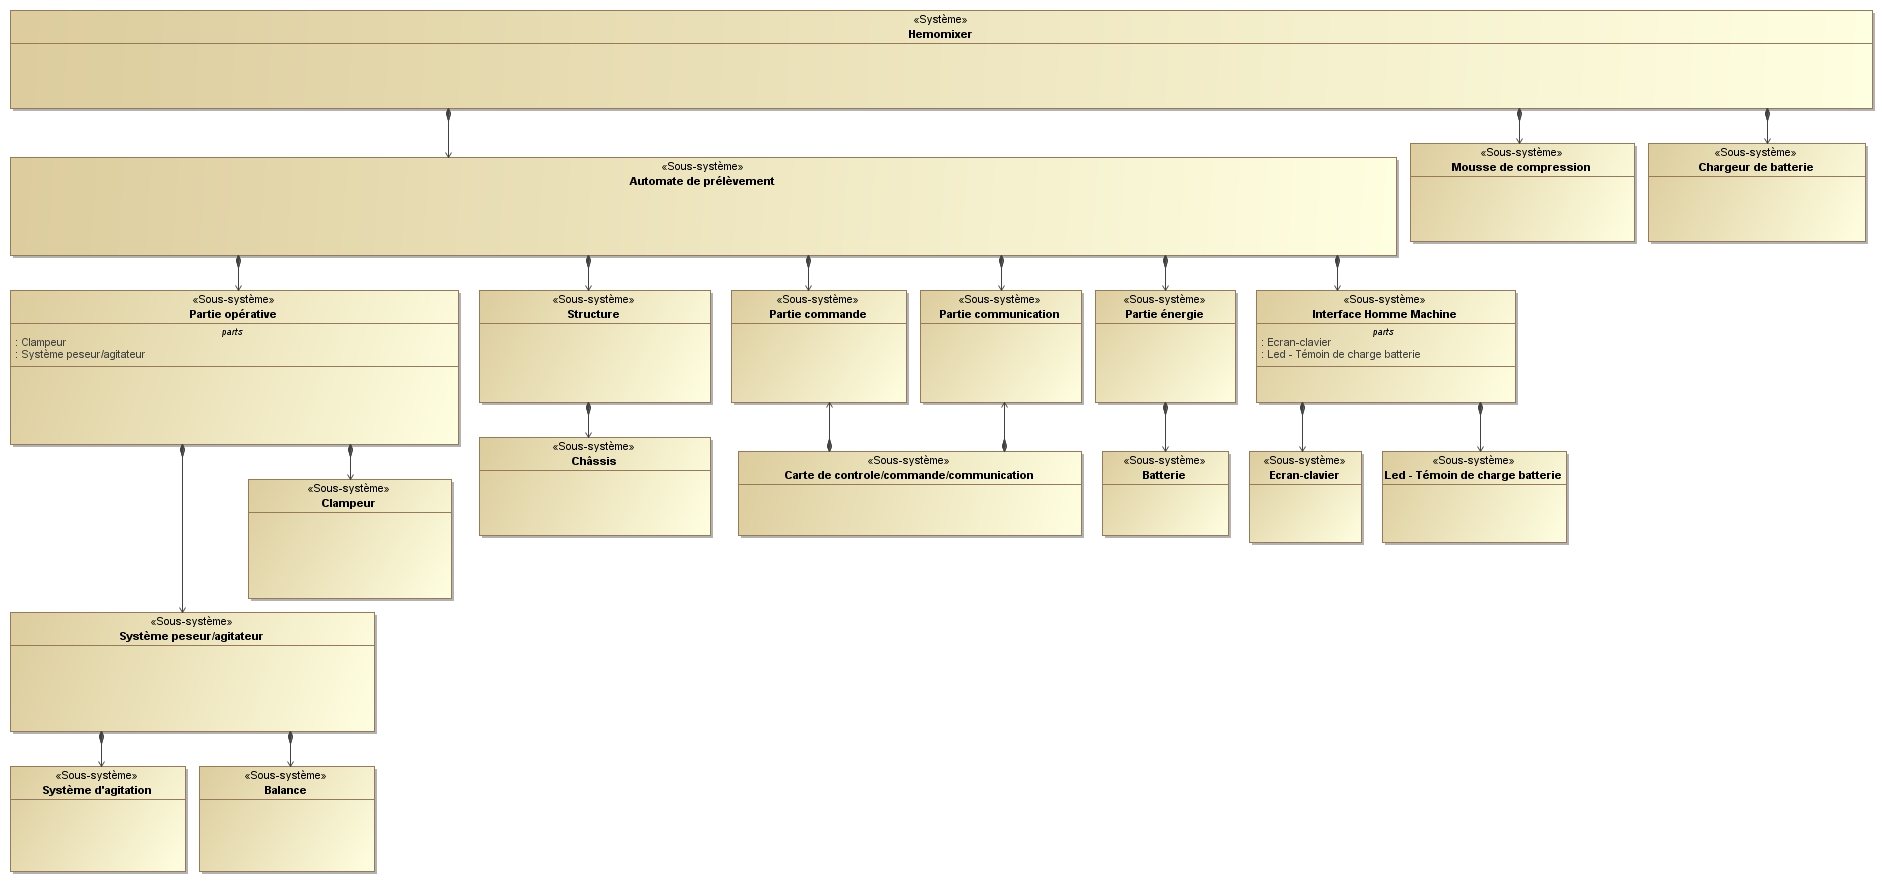 «Système»
Hemomixer
«Sous-système»
Automate de prélèvement
«Sous-système»
Mousse de compression
«Sous-système»
Chargeur de batterie
«Sous-système»
Partie opérative
parts
: Clampeur
: Système peseur/agitateur
«Sous-système»
Structure
«Sous-système»
Partie commande
«Sous-système»
Partie communication
«Sous-système»
Partie énergie
«Sous-système»
Interface Homme Machine
parts
: Ecran-clavier
: Led - Témoin de charge batterie
«Sous-système»
Clampeur
«Sous-système»
Châssis
«Sous-système»
Carte de controle/commande/communication
«Sous-système»
Batterie
«Sous-système»
Ecran-clavier
«Sous-système»
Led - Témoin de charge batterie
«Sous-système»
Système peseur/agitateur
«Sous-système»
Système d'agitation
«Sous-système»
Balance